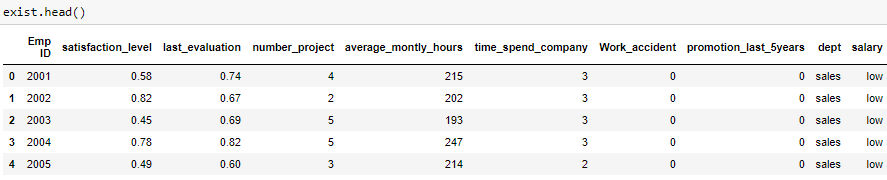 exist.head()
Emp ID satisfaction_level last_evaluation number_project average_montly_hours time_spend_company Work_accident promotion_last_5years dept salary
0 2001 0.58 0.74 4 215 3 0 0 sales low
1 2002 0.82 0.67 2 202 3 0 0 sales low
2 2003 0.45 0.69 5 193 3 0 0 sales low
3 2004 0.78 0.82 5 247 3 0 0 sales low
4 2005 0.49 0.60 3 214 2 0 0 sales low